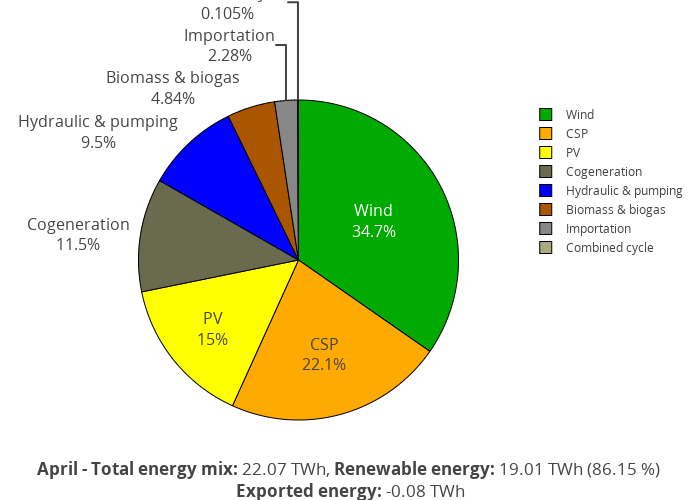 0.105%
Importation
2.28%
Biomass & biogas
4.84%
Hydraulic & pumping
9.5%
Cogeneration
11.5%
PV
15%
CSP
22.1%
Wind
34.7%
Wind
CSP
PV
Cogeneration
Hydraulic & pumping
Biomass & biogas
Importation
Combined cycle
April - Total energy mix: 22.07 TWh, Renewable energy: 19.01 TWh (86.15 %)
Exported energy: -0.08 TWh